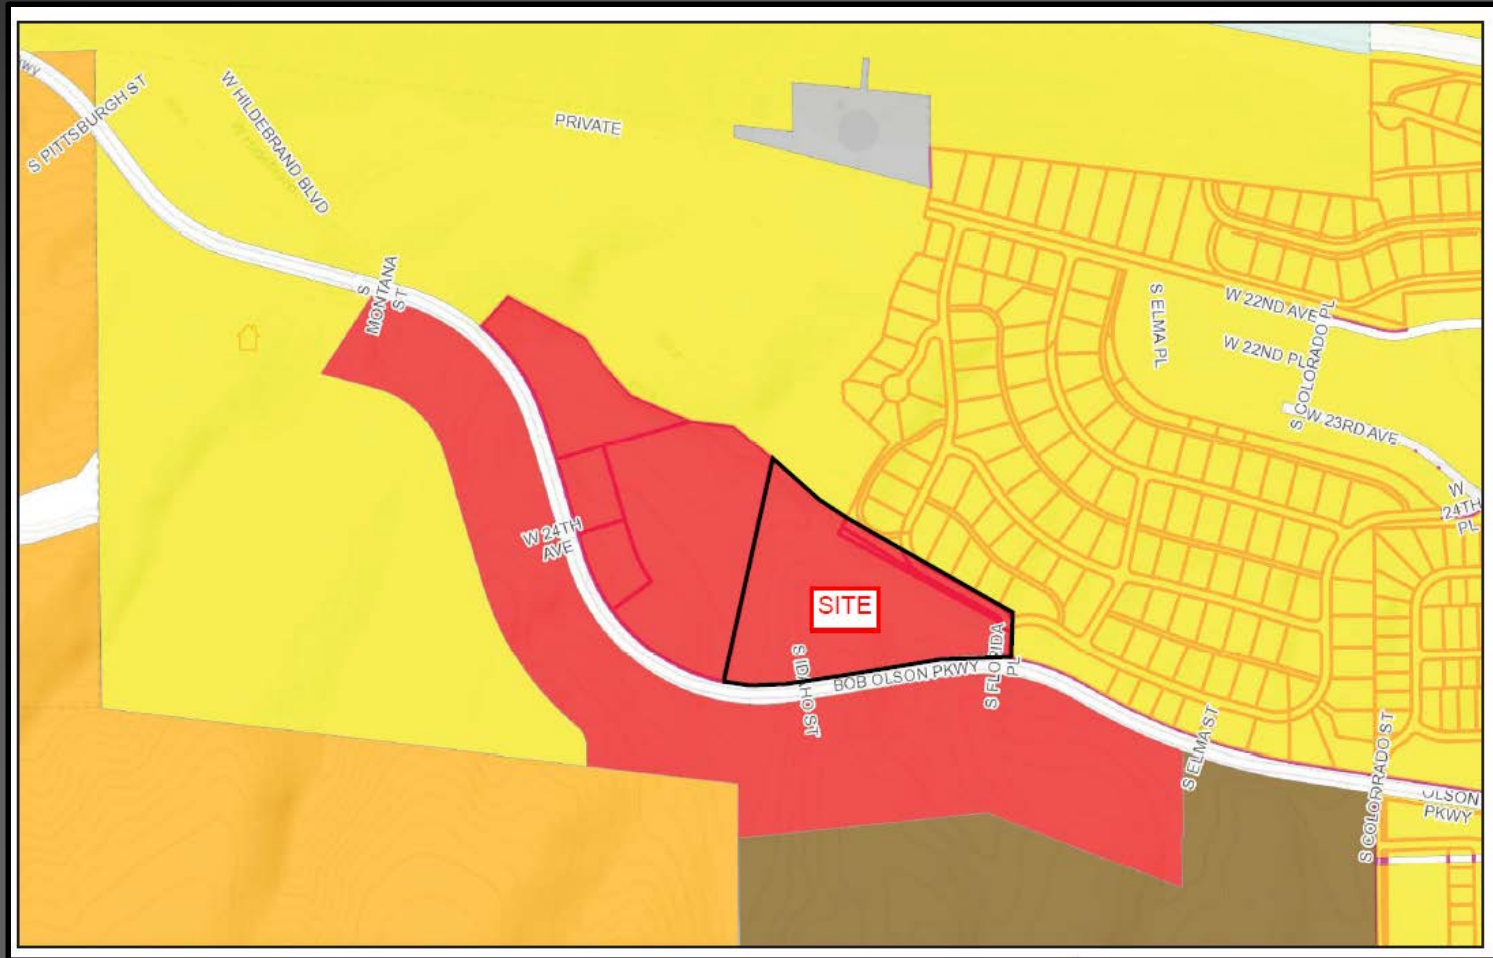 KWY
S PITTSBURGH ST
W HILDEBRAND BLVD
PRIVATE
S
MONTANA
ST
S ELMA PL
W 22ND AVE
W 22ND PL
S COLORADO PL
W 23RD AVE
W
24TH
PL
W 24TH
AVE
SITE
S IDAHO ST
BOB OLSON PKWY
S FLORIDA
PL
S ELMA ST
S COLORADO ST
OLSON
PKWY